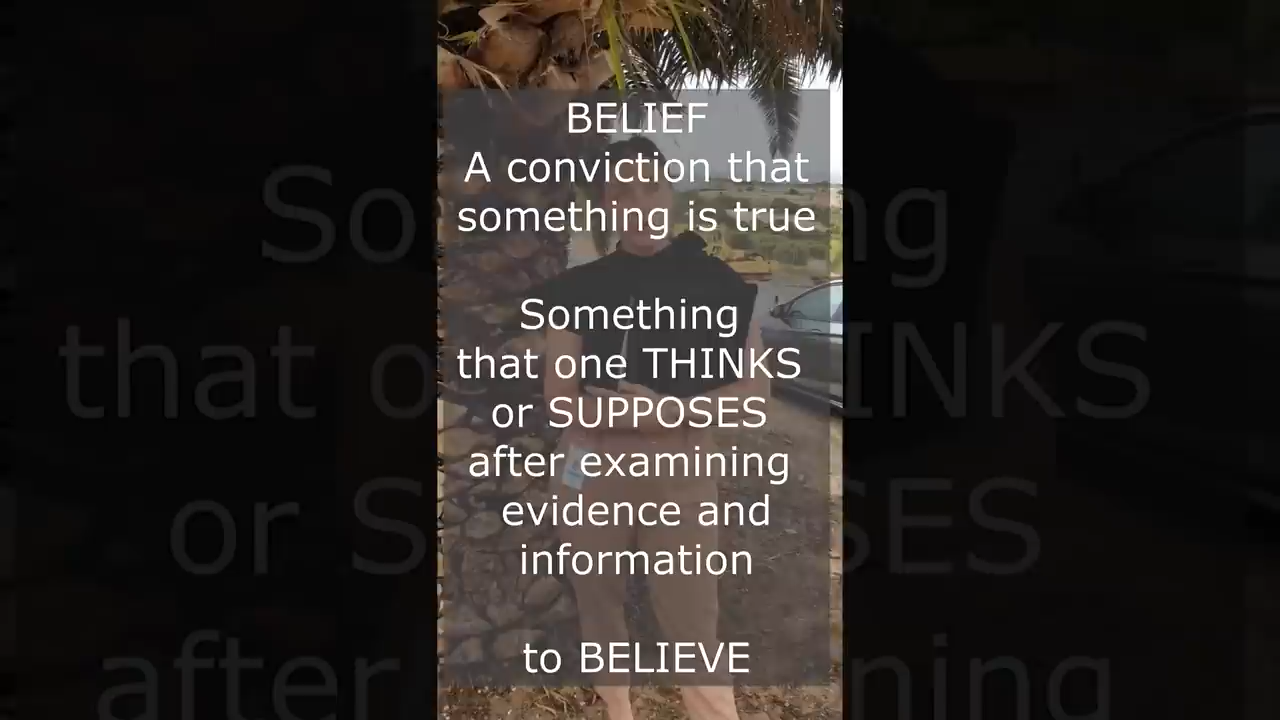 BELIEF
A conviction that
something is true
Something
that one THINKS
or SUPPOSES
after examining
evidence and
information
to BELIEVE